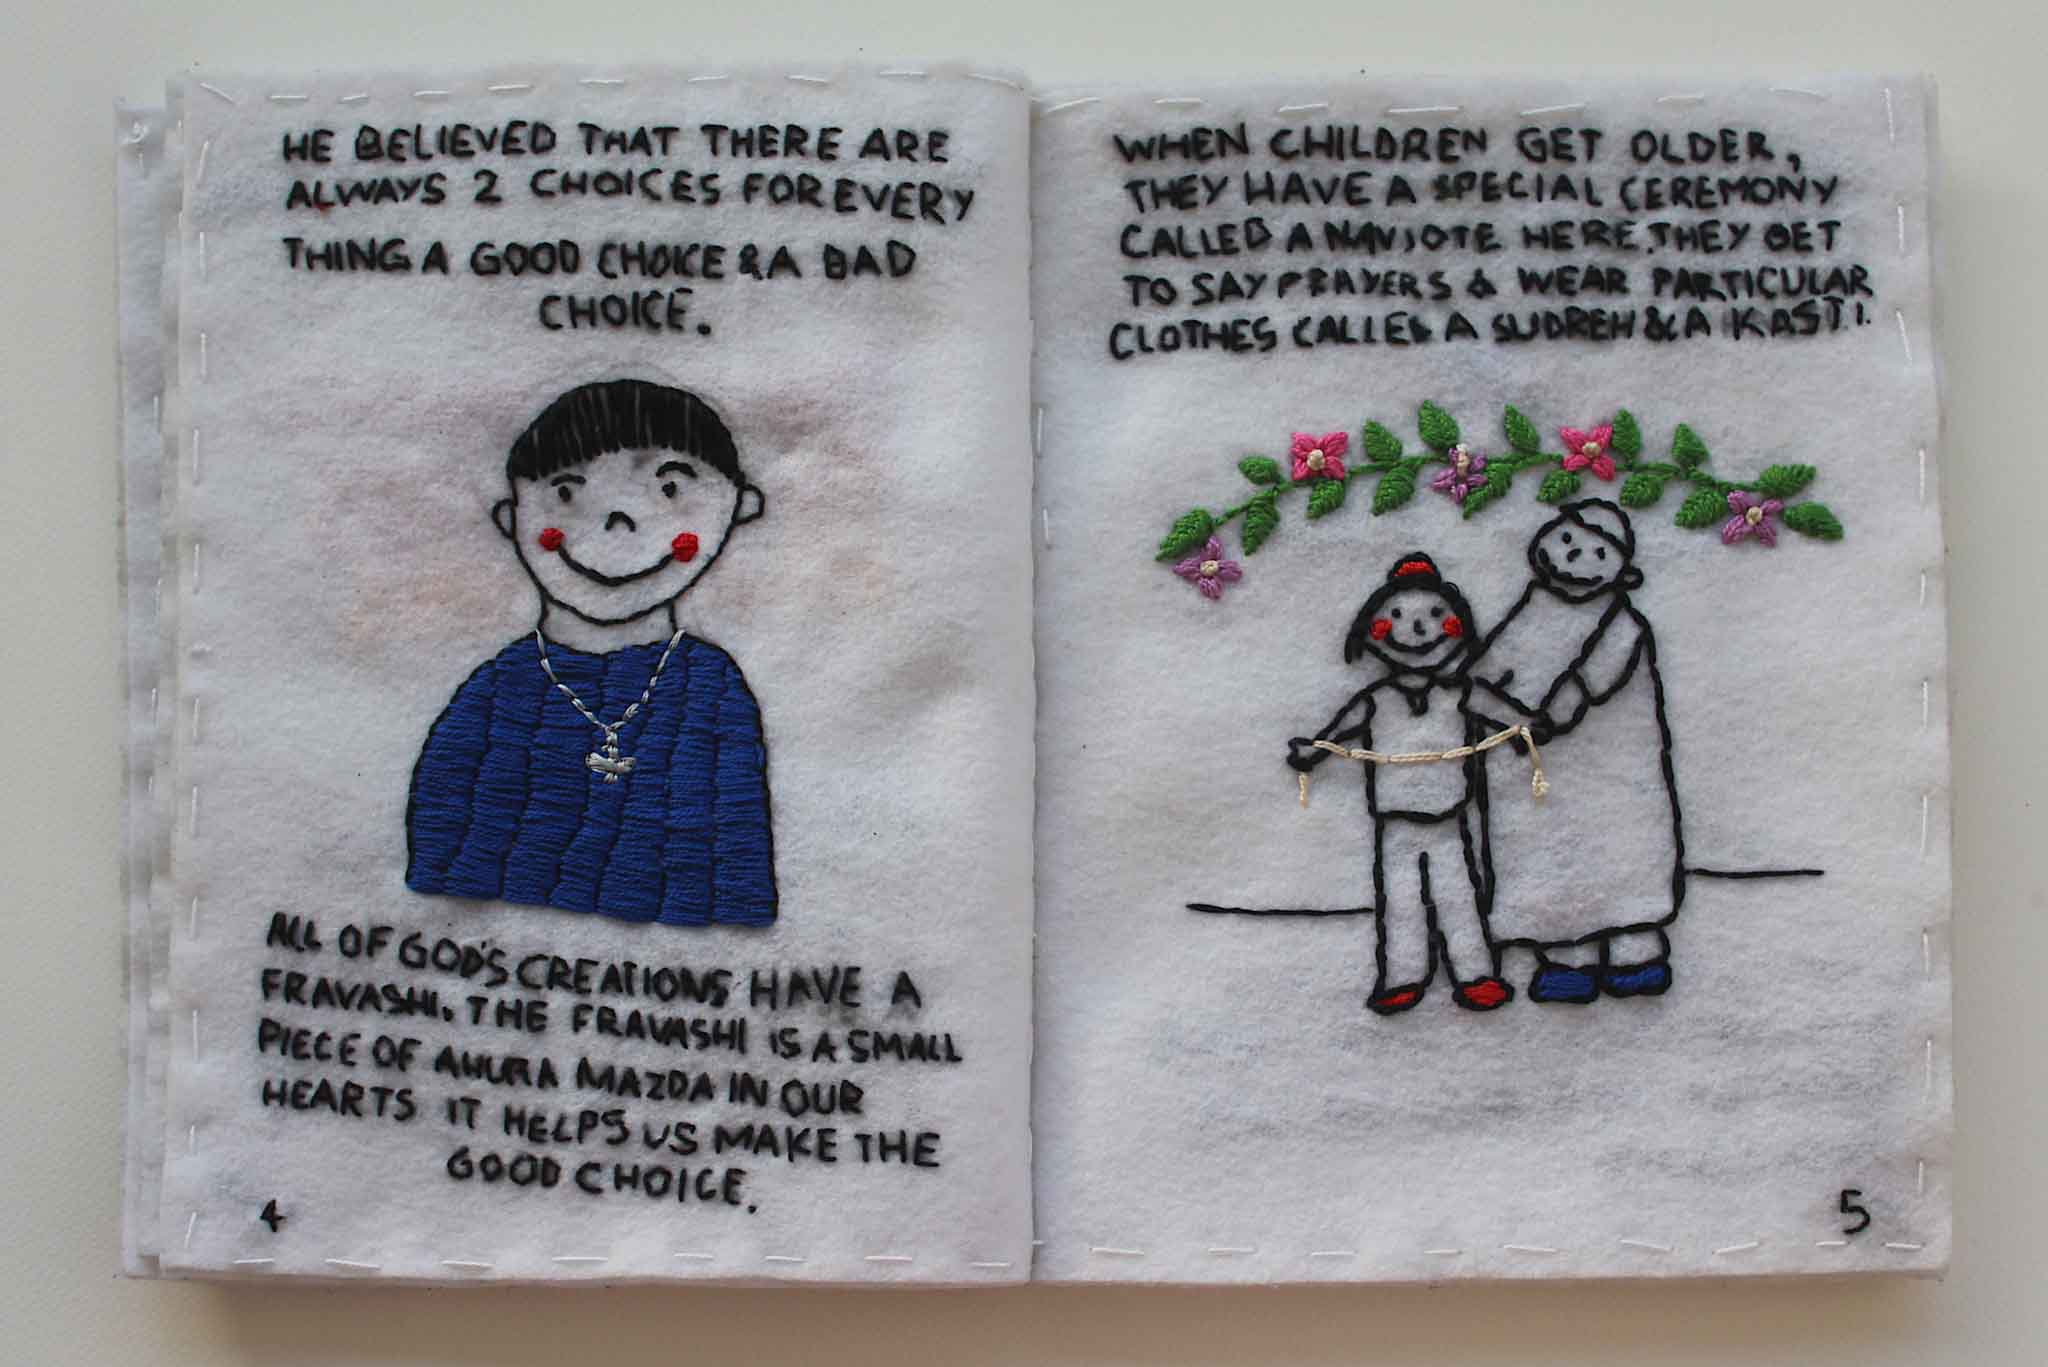 HE BELIEVED THAT THERE ARE
ALWAYS 2 CHOICES FOR EVERY
THING A GOOD CHOICE & A BAD
CHOICE.
ALL OF GOD'S CREATIONS HAVE A
FRAVASHI. THE FRAVASHI IS A SMALL
PIECE OF AHURA MAZDA IN OUR
HEARTS IT HELPS US MAKE THE
GOOD CHOICE.
4
WHEN CHILDREN GET OLDER,
THEY HAVE A SPECIAL CEREMONY
CALLED A NAVJOTE HERE, THEY GET
TO SAY PRAYERS & WEAR PARTICULAR
CLOTHES CALLED A SUDREH & A KASTI.
5